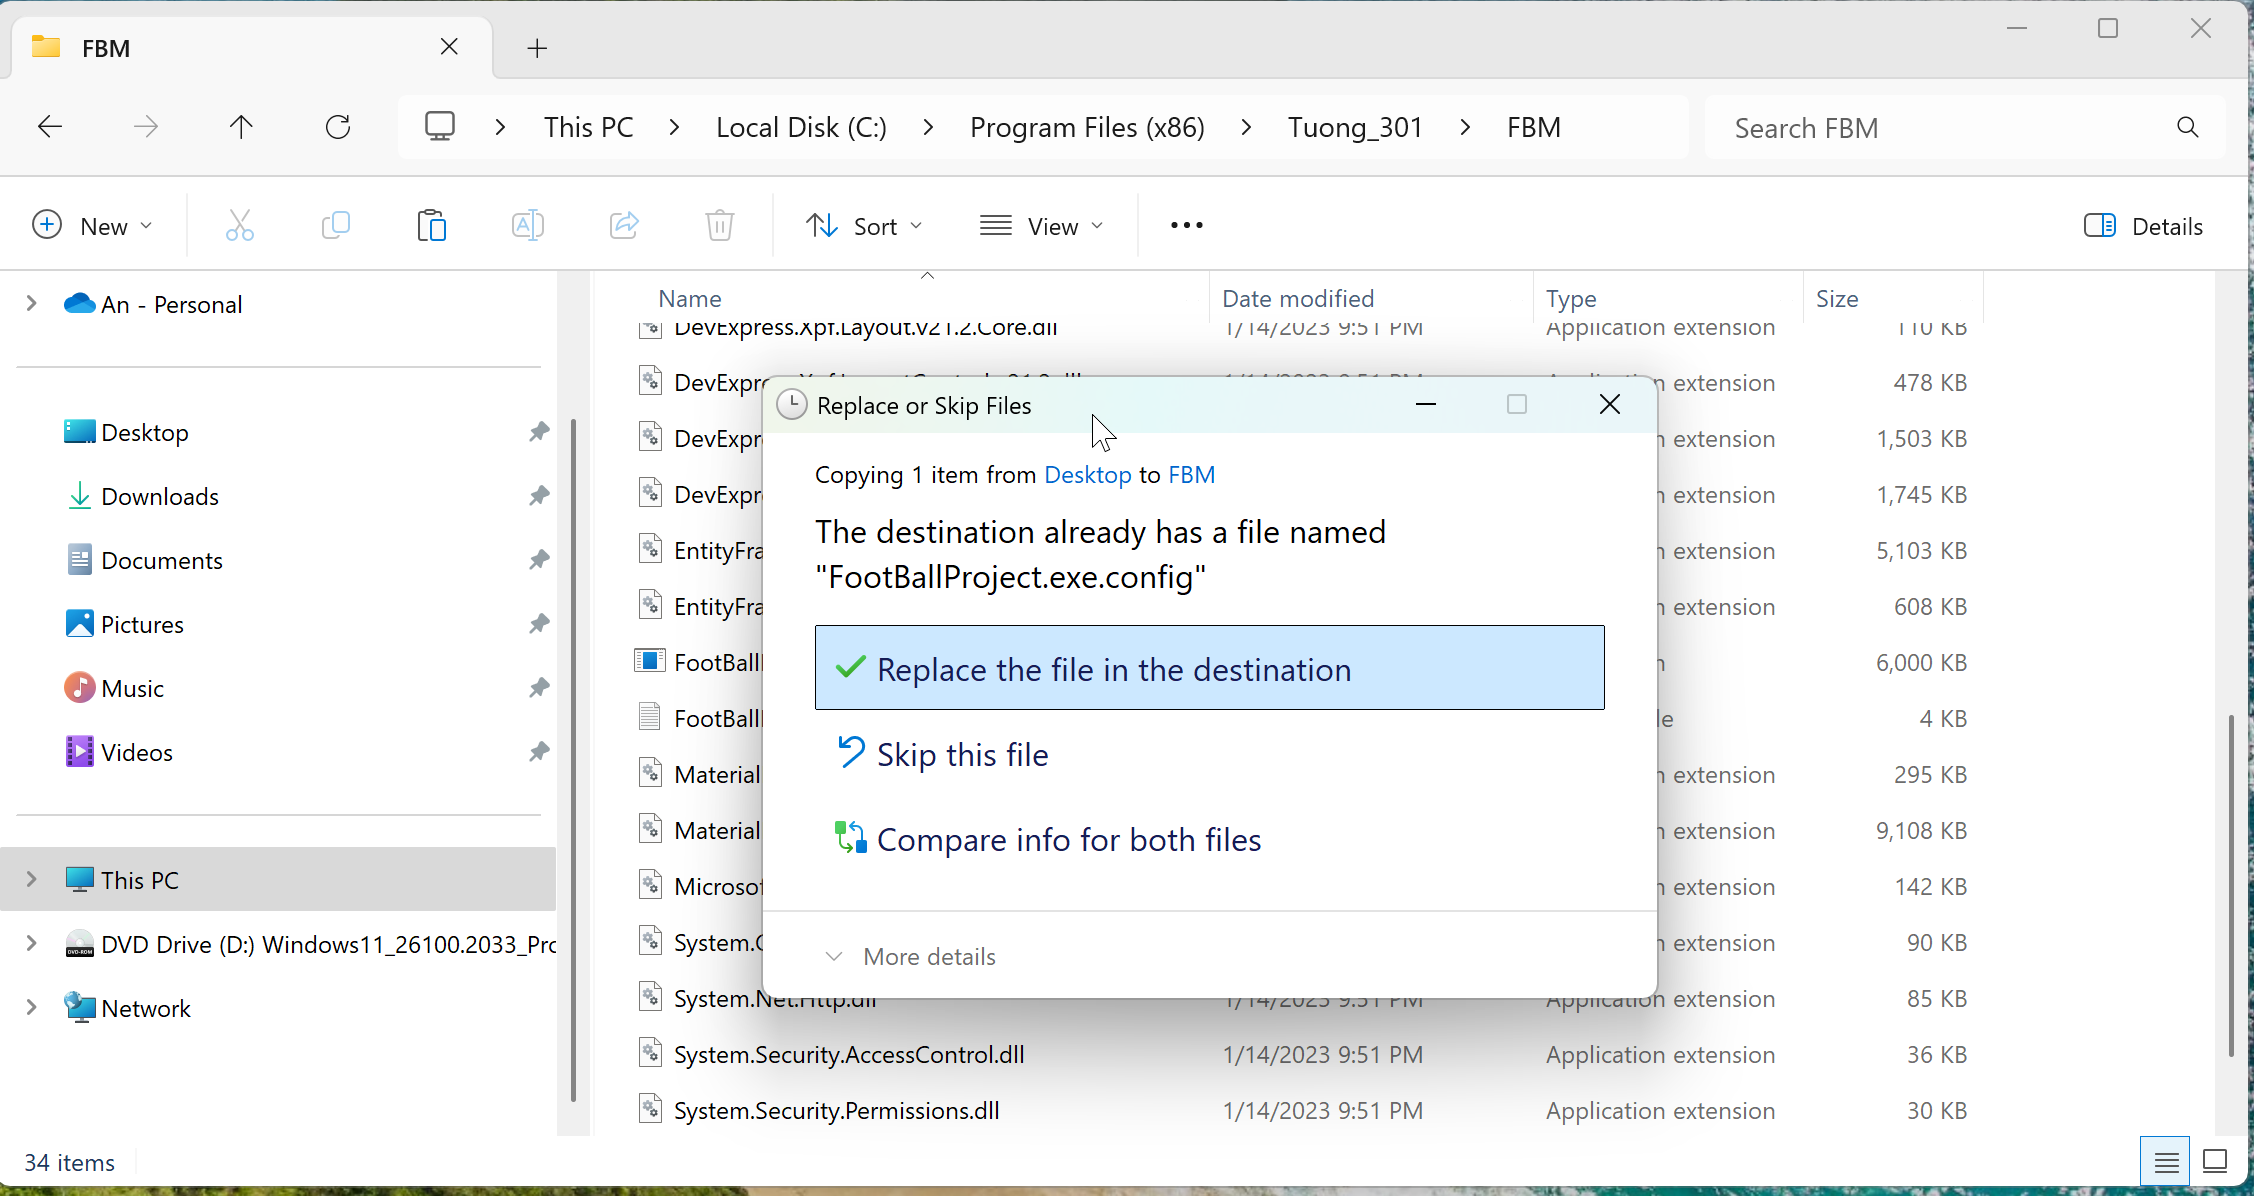 FBM
This PC
Local Disk (C:)
Program Files (x86)
Tuong_301
FBM
Search FBM
New
Sort
View
Details
An - Personal
Desktop
Downloads
Documents
Pictures
Music
Videos
This PC
DVD Drive (D:) Windows11_26100.2033_Pro
Network
Name Date modified Type Size
DevExpress.Xpf.Layout.v21.2.Core.dll 1/14/2023 9:51 PM Application extension 110 KB
478 KB
DevExpr n extension 1,503 KB
DevExpr n extension 1,745 KB
EntityFra n extension 5,103 KB
EntityFra n extension 608 KB
FootBall n 6,000 KB
FootBall le 4 KB
Material n extension 295 KB
Material n extension 9,108 KB
Microsof n extension 142 KB
System.C n extension 90 KB
System.Net.Http.dll 1/14/2023 9:51 PM Application extension 85 KB
System.Security.AccessControl.dll 1/14/2023 9:51 PM Application extension 36 KB
System.Security.Permissions.dll 1/14/2023 9:51 PM Application extension 30 KB
Replace or Skip Files
Copying 1 item from Desktop to FBM
The destination already has a file named
"FootBallProject.exe.config"
Replace the file in the destination
Skip this file
Compare info for both files
More details
34 items